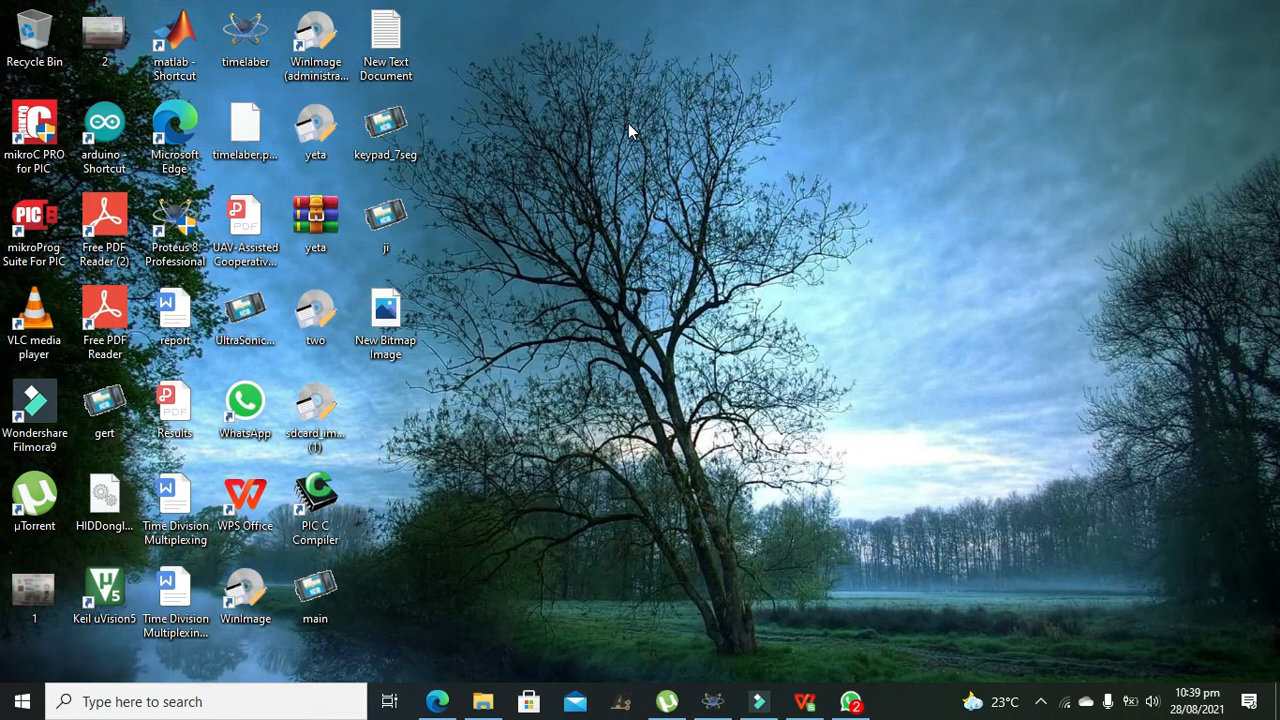 Recycle Bin
2
matlab -
Shortcut
timelaber
WinImage
(administra...
New Text
Document
mikroC PRO
for PIC
arduino -
Shortcut
Microsoft
Edge
timelaber.p...
yeta
keypad_7seg
mikroProg
Suite For PIC
Free PDF
Reader (2)
Proteus 8
Professional
UAV-Assisted
Cooperativ...
yeta
ji
VLC media
player
Free PDF
Reader
report
UltraSonic...
two
New Bitmap
Image
Wondershare
Filmora9
gert
Results
WhatsApp
sdcard_im...
(1)
µTorrent
HIDDongl...
Time Division
Multiplexing
WPS Office
PIC C
Compiler
1
Keil uVision5
Time Division
Multiplexin...
WinImage
main
Type here to search
2
23°C
10:39 pm
28/08/2021